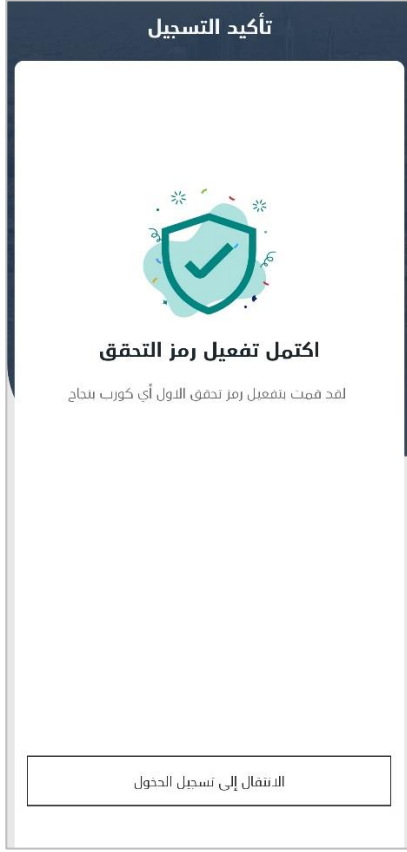 تأكيد التسجيل
اكتمل تفعيل رمز التحقق
لقد قمت بتفعيل رمز تحقق الاول أي كورب بنجاح
الانتقال إلى تسجيل الدخول